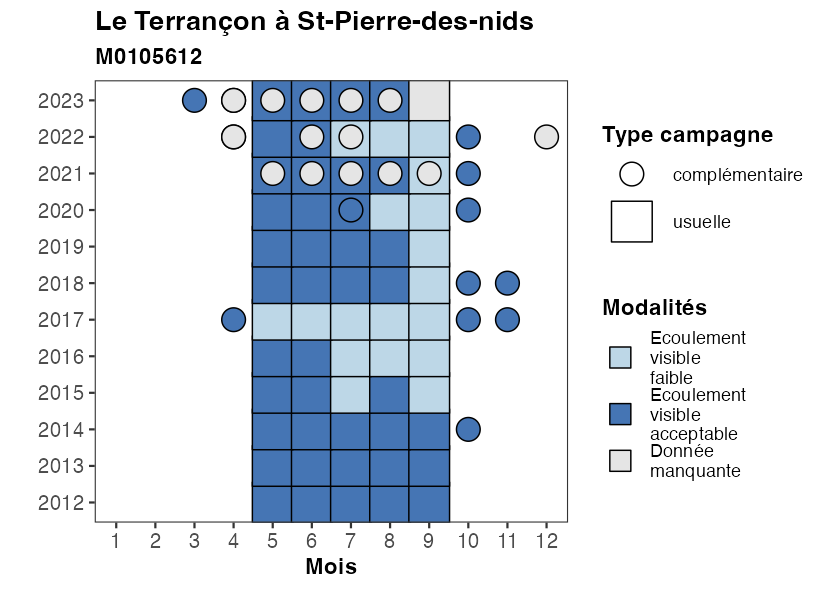 Le Terrançon à St-Pierre-des-nids
M0105612
2023
2022
2021
2020
2019
2018
2017
2016
2015
2014
2013
2012
1 2 3 4 5 6 7 8 9 10 11 12
Mois
Type campagne
complémentaire
usuelle
Modalités
Ecoulement
visible
faible
Ecoulement
visible
acceptable
Donnée
manquante